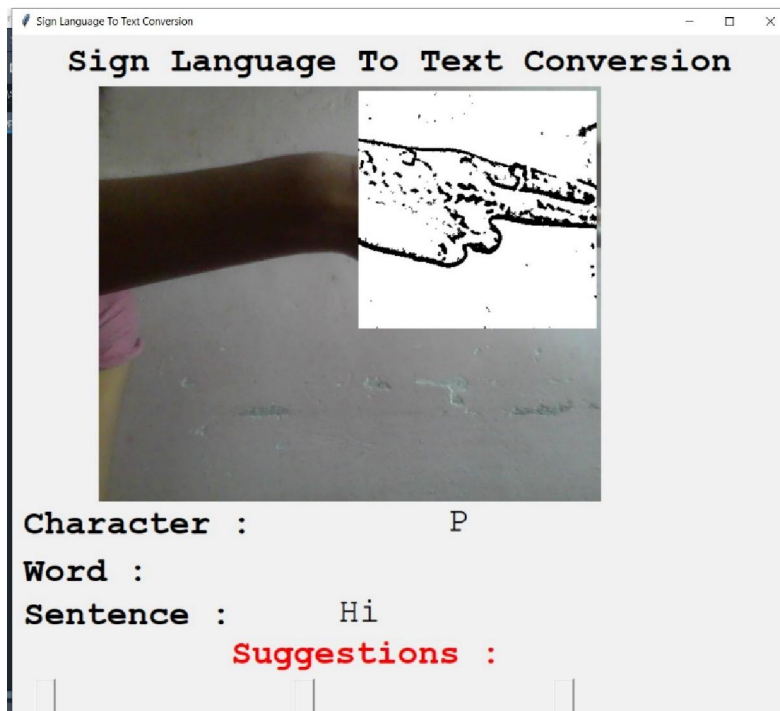 Sign Language To Text Conversion
Sign Language To Text Conversion
Character : P
Word :
Sentence : Hi
Suggestions :